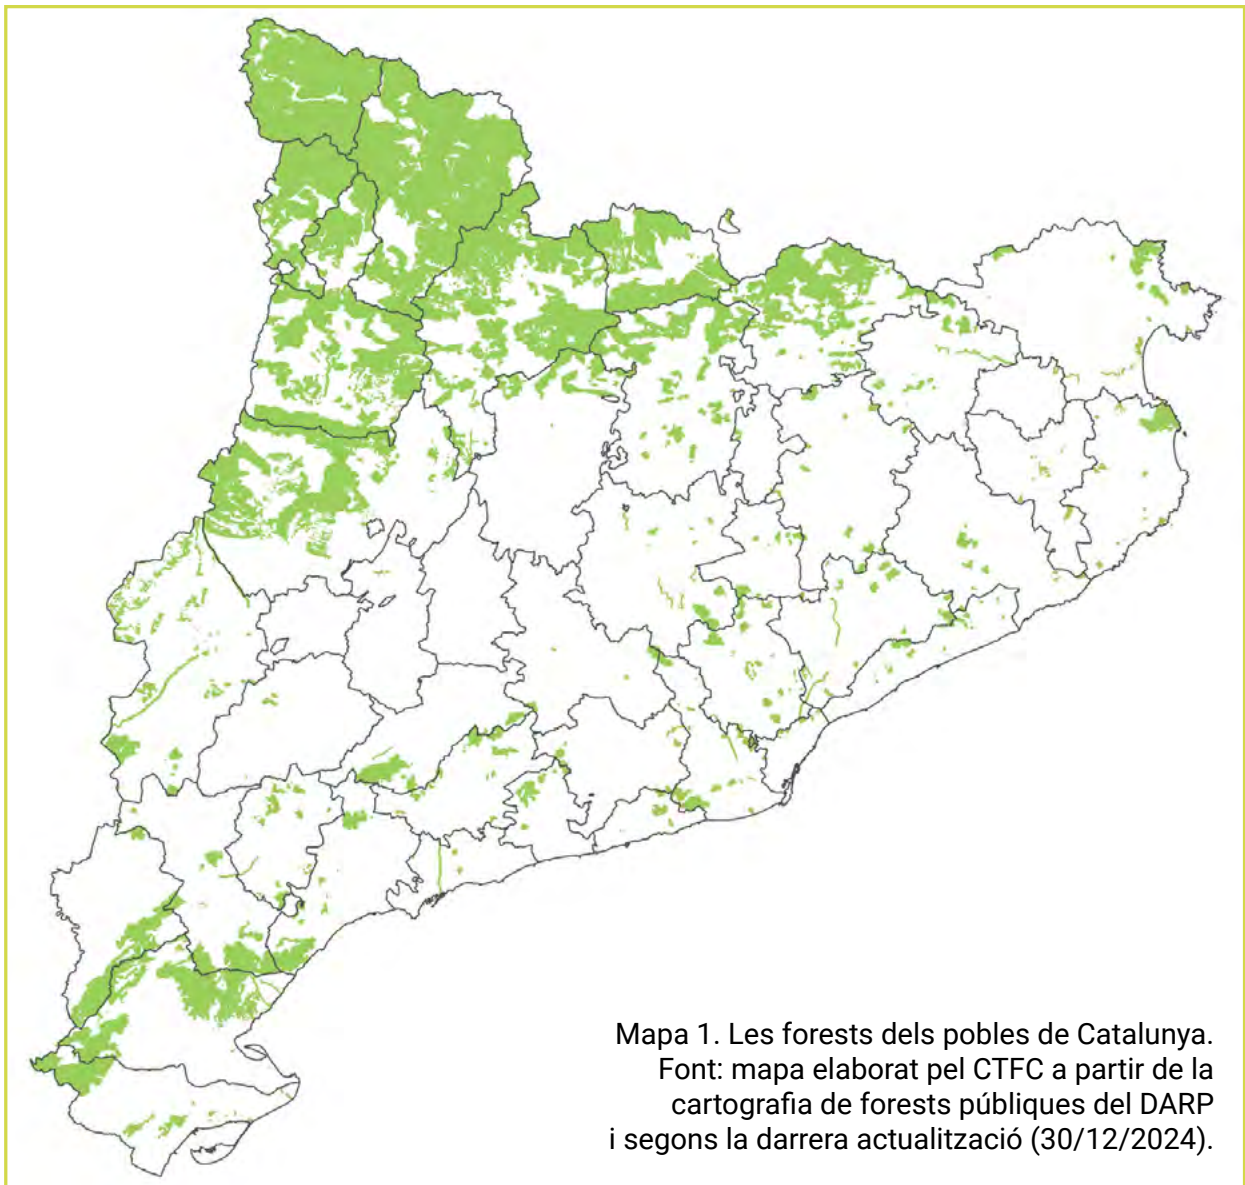 Mapa 1. Les forests dels pobles de Catalunya.
Font: mapa elaborat pel CTFC a partir de la
cartografia de forests públiques del DARP
i segons la darrera actualització (30/12/2024).